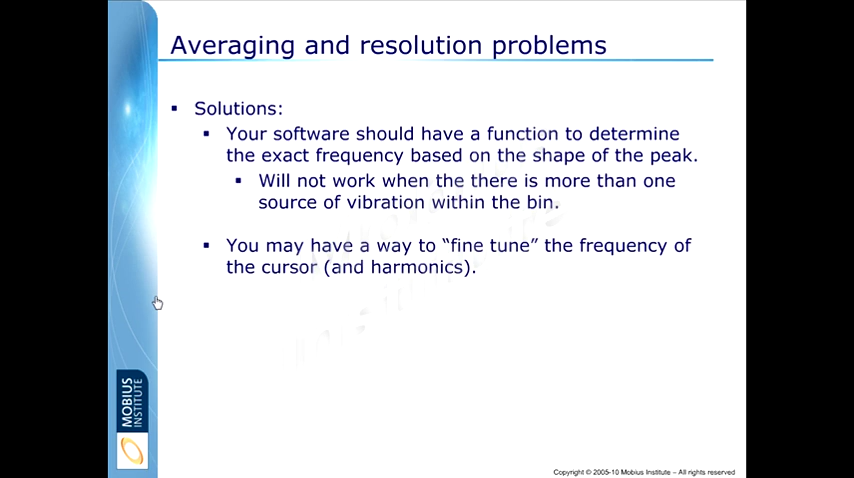 Averaging and resolution problems
▪ Solutions:
▪ Your software should have a function to determine
the exact frequency based on the shape of the peak.
▪ Will not work when the there is more than one
source of vibration within the bin.
▪ You may have a way to “fine tune” the frequency of
the cursor (and harmonics).
MOBIUS
INSTITUTE
Copyright © 2005-10 Mobius Institute – All rights reserved